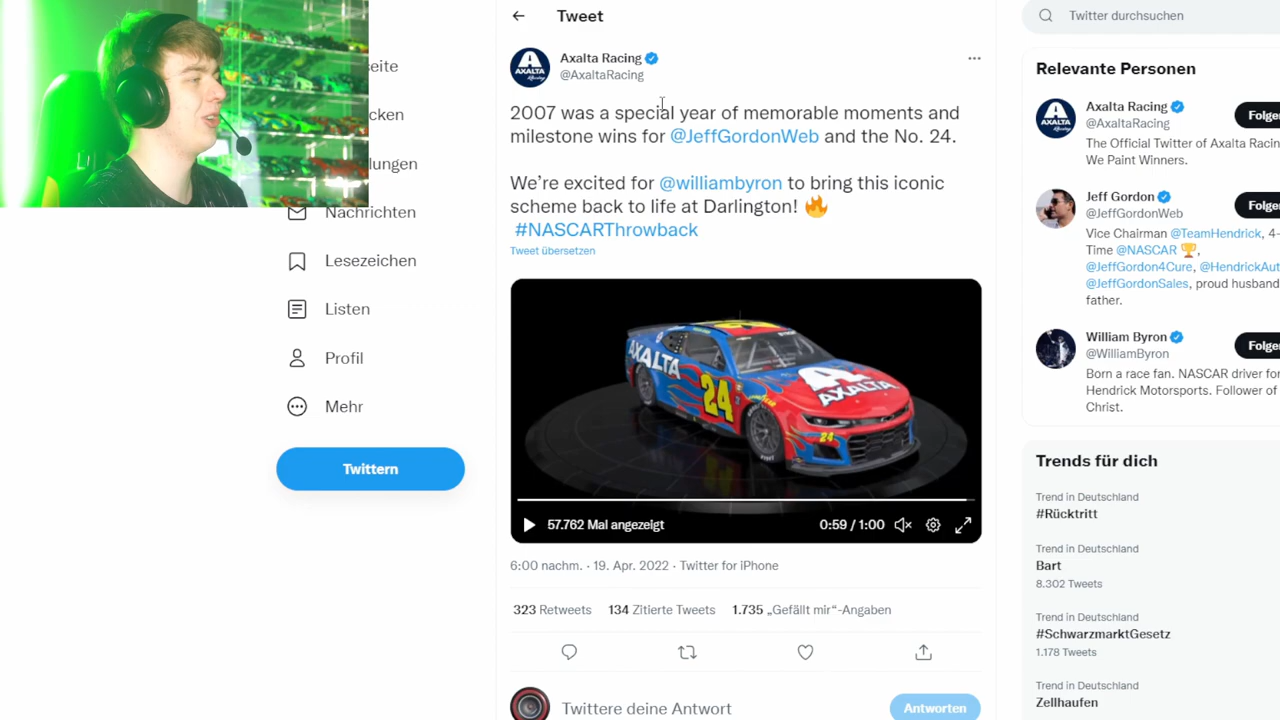 Tweet
Axalta Racing
@AxaltaRacing
2007 was a special year of memorable moments and
milestone wins for @JeffGordonWeb and the No. 24.
We're excited for @williambyron to bring this iconic
scheme back to life at Darlington! 🔥
#NASCARThrowback
Tweet übersetzen
AXALTA
24
AXALTA
24
57.762 Mal angezeigt
0:59 / 1:00
6:00 nachm. · 19. Apr. 2022 · Twitter for iPhone
323 Retweets 134 Zitierte Tweets 1.735 „Gefällt mir“-Angaben
Twittere deine Antwort
Antworten
eite
cken
lungen
Nachrichten
Lesezeichen
Listen
Profil
Mehr
Twittern
Twitter durchsuchen
Relevante Personen
Axalta Racing
@AxaltaRacing
Folger
The Official Twitter of Axalta Racin
We Paint Winners.
Jeff Gordon
@JeffGordonWeb
Folger
Vice Chairman @TeamHendrick, 4-
Time @NASCAR 🏆,
@JeffGordon4Cure, @HendrickAut
@JeffGordonSales, proud husband
father.
William Byron
@WilliamByron
Folger
Born a race fan. NASCAR driver for
Hendrick Motorsports. Follower of
Christ.
Trends für dich
Trend in Deutschland
#Rücktritt
Trend in Deutschland
Bart
8.302 Tweets
Trend in Deutschland
#SchwarzmarktGesetz
1.178 Tweets
Trend in Deutschland
Zellhaufen